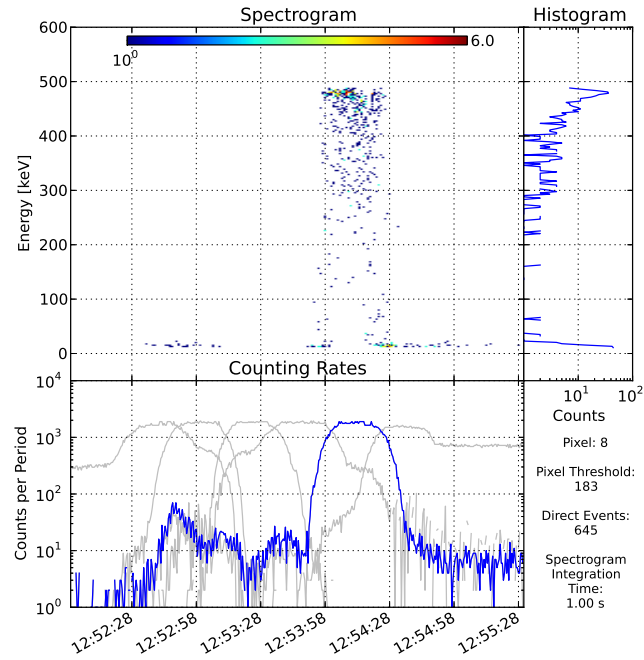 Spectrogram
Histogram
600
500
400
300
200
100
0
Energy [keV]
10^0
6.0
10^1
10^2
Counts
Counting Rates
10^4
10^3
10^2
10^1
10^0
Counts per Period
12:52:28
12:52:58
12:53:28
12:53:58
12:54:28
12:54:58
12:55:28
Pixel: 8
Pixel Threshold:
183
Direct Events:
645
Spectrogram
Integration
Time:
1.00 s